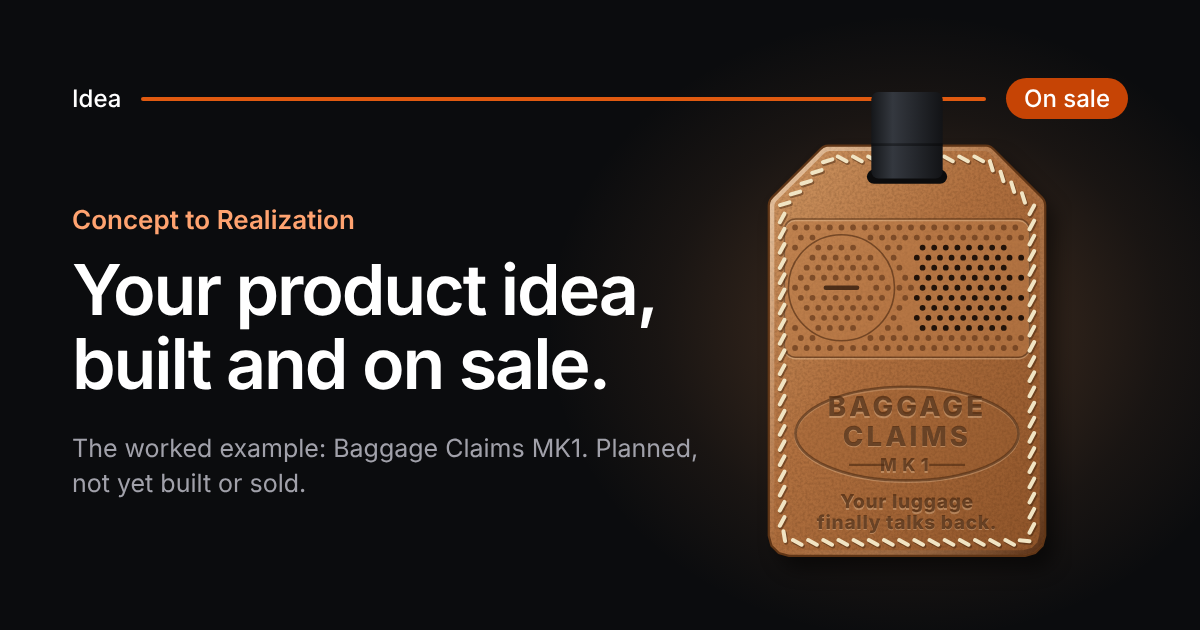 Idea
On sale
Concept to Realization
Your product idea,
built and on sale.
The worked example: Baggage Claims MK1. Planned,
not yet built or sold.
BAGGAGE
CLAIMS
MK1
Your luggage
finally talks back.